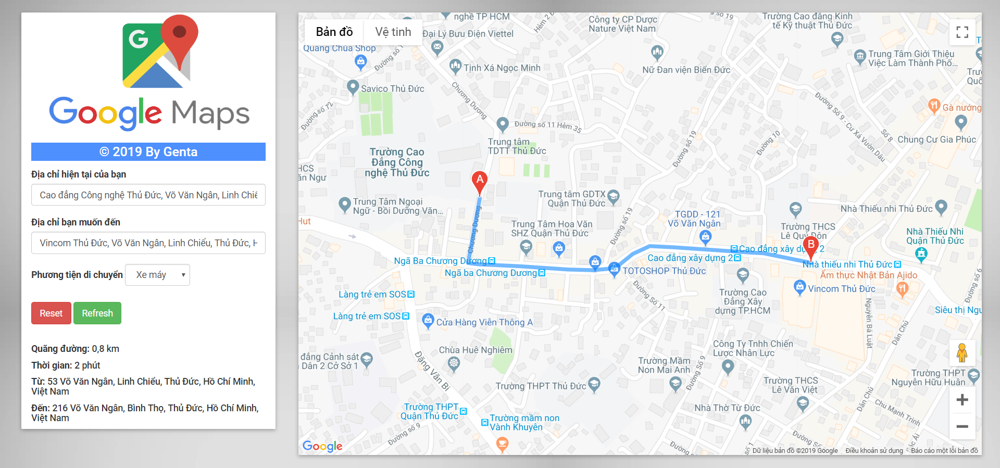 G
Google Maps
© 2019 By Genta
Địa chỉ hiện tại của bạn
Cao đẳng Công nghệ Thủ Đức, Võ Văn Ngân, Linh Chiể
Địa chỉ bạn muốn đến
Vincom Thủ Đức, Võ Văn Ngân, Linh Chiểu, Thủ Đức, H
Phương tiện di chuyển Xe máy
Reset Refresh
Quãng đường: 0,8 km
Thời gian: 2 phút
Từ: 53 Võ Văn Ngân, Linh Chiểu, Thủ Đức, Hồ Chí Minh,
Việt Nam
Đến: 216 Võ Văn Ngân, Bình Thọ, Thủ Đức, Hồ Chí Minh,
Việt Nam
Bản đồ Vệ tinh
nghề TP HCM
Đại Lý Bưu Điện Viettel
Quang Chùa Shop
Đường số 1
Hẻm 2
Công ty CP Dược
Nature Việt Nam
ng số 19
Trường Cao đẳng Kinh
tế Kỹ thuật Thủ Đức
Trung Tâm Giới Thiệu
Việc Làm Thành Phố...
Trư
Quố
Tịnh Xá Ngọc Minh
Nữ Đan viện Biển Đức
Savico Thủ Đức
Chương Dương
Đường số 72
Đường số 11 Hẻm 35
Đường số 19
Đường 10
Đường Số 9 - Cư Xá Vườn Dâu
Số 8
Gà nướng
Chung Cư Gia Phúc
Trung tâm
TDTT Thủ Đức
Trường Cao
Đẳng Công
nghệ Thủ Đức
HCS
ăn Ngư
A
Trung Tâm Ngoại
Ngữ - Bồi Dưỡng Văn...
Hut
Chương Dương
Trung tâm GDTX
Quận Thủ Đức
Trung Tâm Hoa Văn
SHZ Quận Thủ Đức
Đường số 19
TGDD - 121
Võ Văn Ngân
Nhà Thiếu nhi Thủ Đức
Trường THCS
Lê Quý Đôn
Nhà Thiếu Nhi
Quận Thủ Đức
B
Cao đẳng xây dựng 2
Cao đẳng xây dựng 2
Ngã Ba Chương Dương
Ngã ba Chương Dương
TOTOSHOP Thủ Đức
Nhà thiếu nhi Thủ Đức
Ẩm thực Nhật Bản Ajido
Vincom Thủ Đức
Đường số 6
Làng trẻ em SOS
Làng trẻ em SOS
Đường Số 11
Trường Cao
Đẳng Xây
dựng TP.HCM
Nguyễn Bá Luật
Dân Chủ
Siêu thị Ngu
Cửa Hàng Viễn Thông A
Chùa Huê Nghiêm
đẳng Cảnh sát
Dân 2 Cở Sở 1
Đặng Văn Bi
Công Ty Tnhh Chiến
Lược Nhân Lực
Trường Mầm
Non Mai Anh
Đường Số 9
Trường THPT Thủ Đức
Trường THCS
Lê Văn Việt
Trường THPT
Nguyễn Hữu Huân
Dân Chủ
Chu Mạnh Trinh
Nhà Thờ Từ Đức
Trường THPT
Quận Thủ Đức
Trường mầm non
Vành Khuyên
Đường số 9
Đường số
Đường số 1
Đường Số
Bác Ái
Google
Dữ liệu bản đồ ©2019 Google Điều khoản sử dụng Báo cáo một lỗi bản đồ